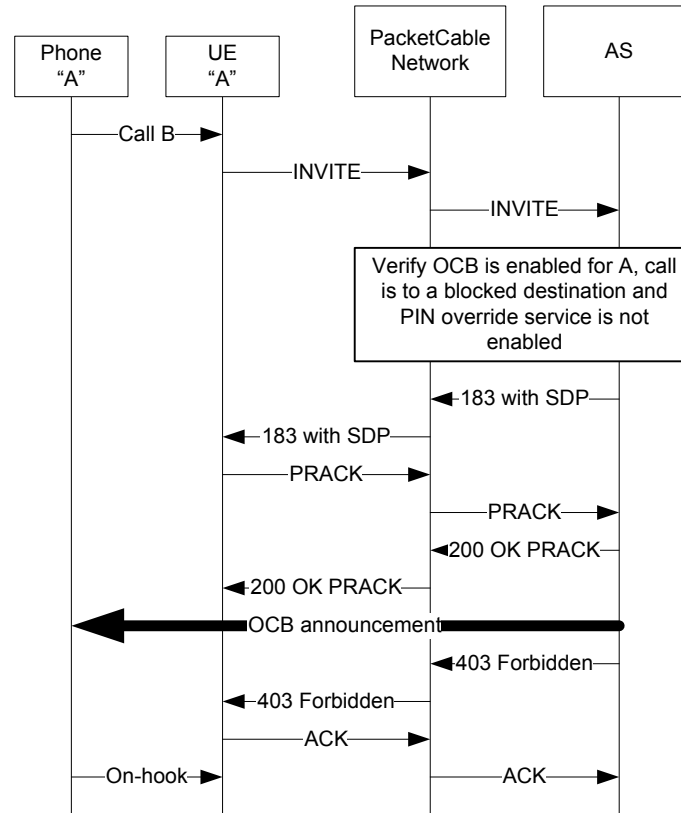 Phone
“A”
UE
“A”
PacketCable
Network
AS
Call B
INVITE
INVITE
Verify OCB is enabled for A, call
is to a blocked destination and
PIN override service is not
enabled
183 with SDP
183 with SDP
PRACK
PRACK
200 OK PRACK
200 OK PRACK
OCB announcement
403 Forbidden
403 Forbidden
ACK
On-hook
ACK